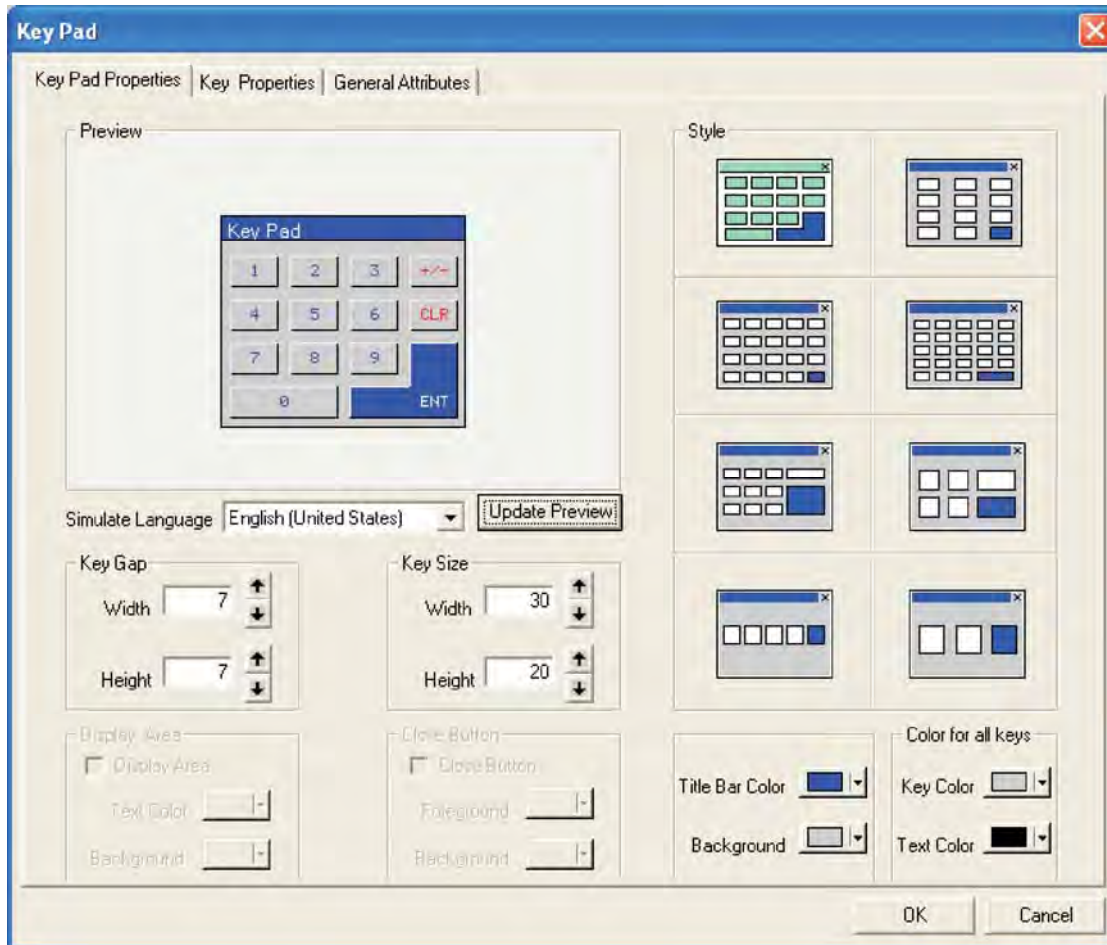 Key Pad
Key Pad Properties Key Properties General Attributes
Preview
Key Pad
1 2 3 +/-
4 5 6 CLR
7 8 9
0 ENT
Simulate Language English (United States) Update Preview
Key Gap
Width 7
Height 7
Key Size
Width 30
Height 20
Display Area
Display Area
Text Color
Background
Close Button
Close Button
Foreground
Background
Style
Title Bar Color
Background
Color for all keys
Key Color
Text Color
OK Cancel